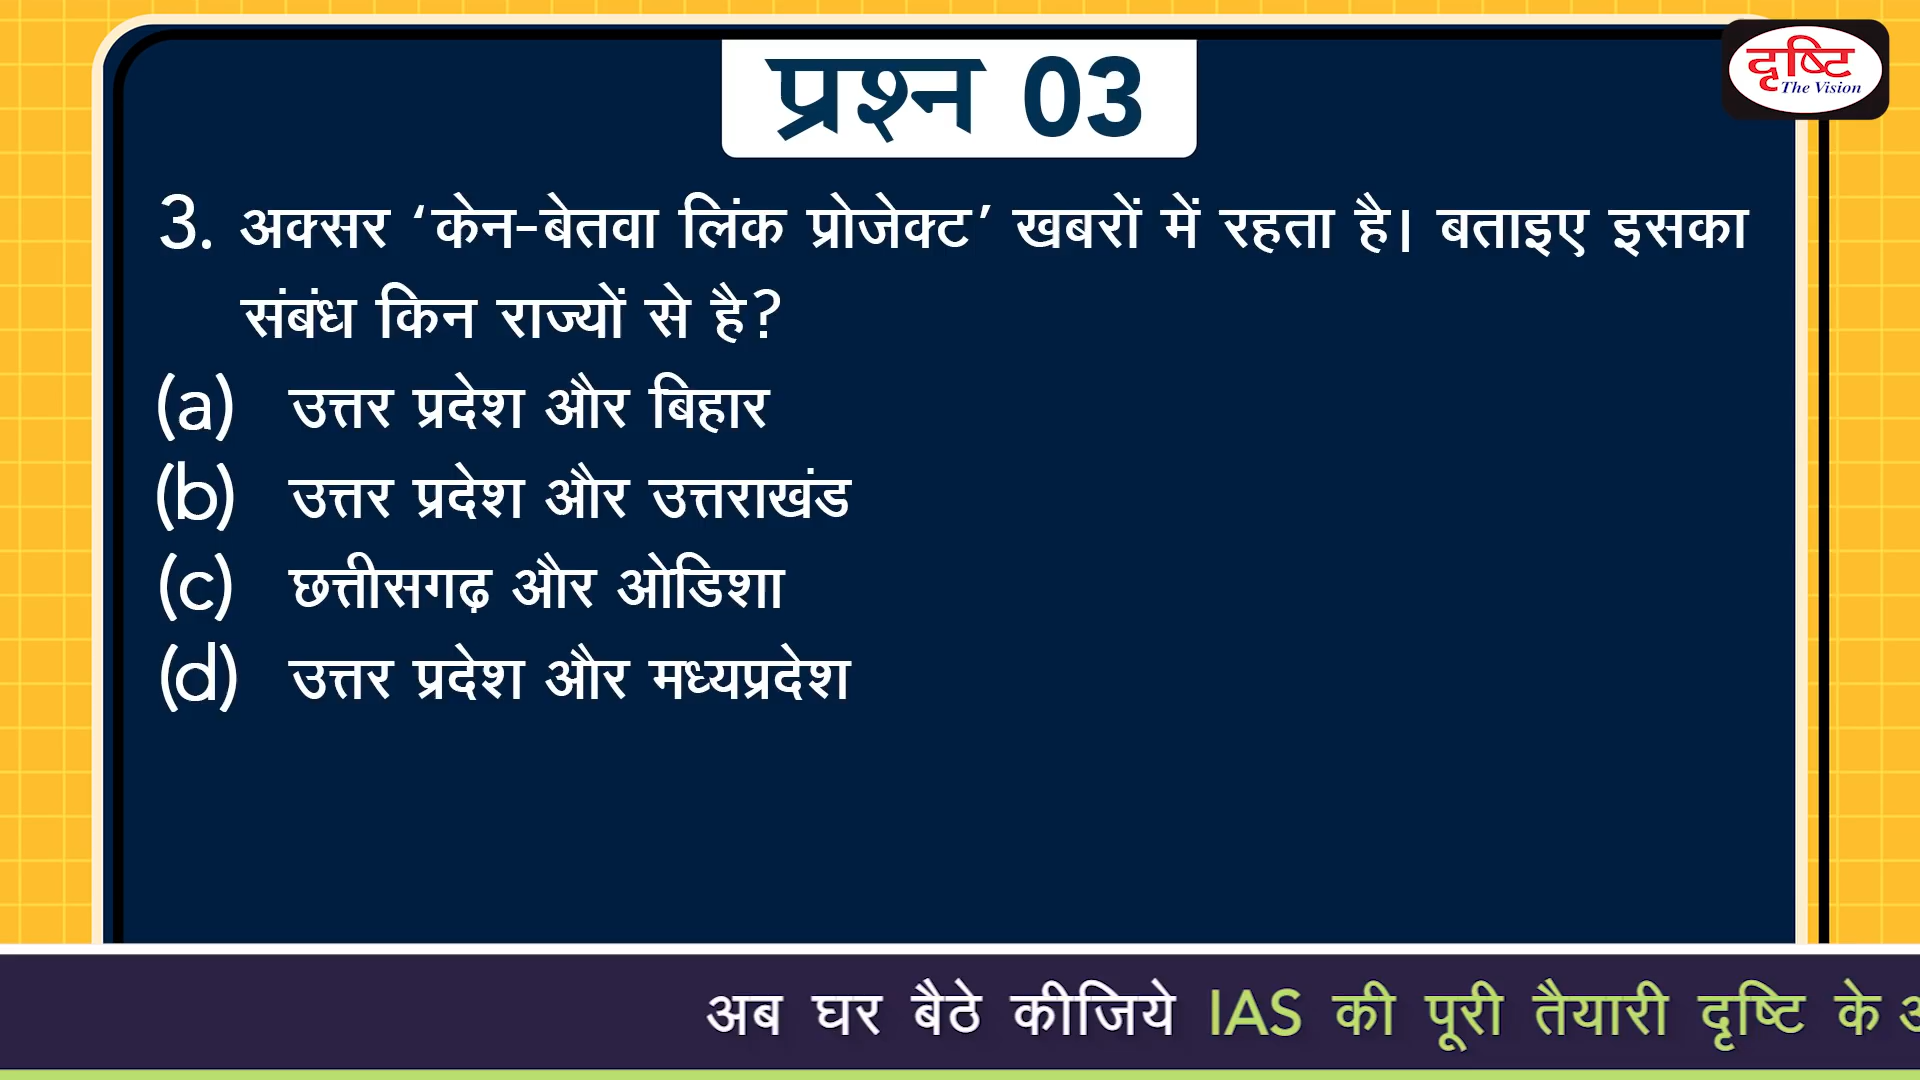 प्रश्न 03
दृष्टि
The Vision
3. अक्सर ‘केन-बेतवा लिंक प्रोजेक्ट’ खबरों में रहता है। बताइए इसका
संबंध किन राज्यों से है?
(a) उत्तर प्रदेश और बिहार
(b) उत्तर प्रदेश और उत्तराखंड
(c) छत्तीसगढ़ और ओडिशा
(d) उत्तर प्रदेश और मध्यप्रदेश
अब घर बैठे कीजिये IAS की पूरी तैयारी दृष्टि के